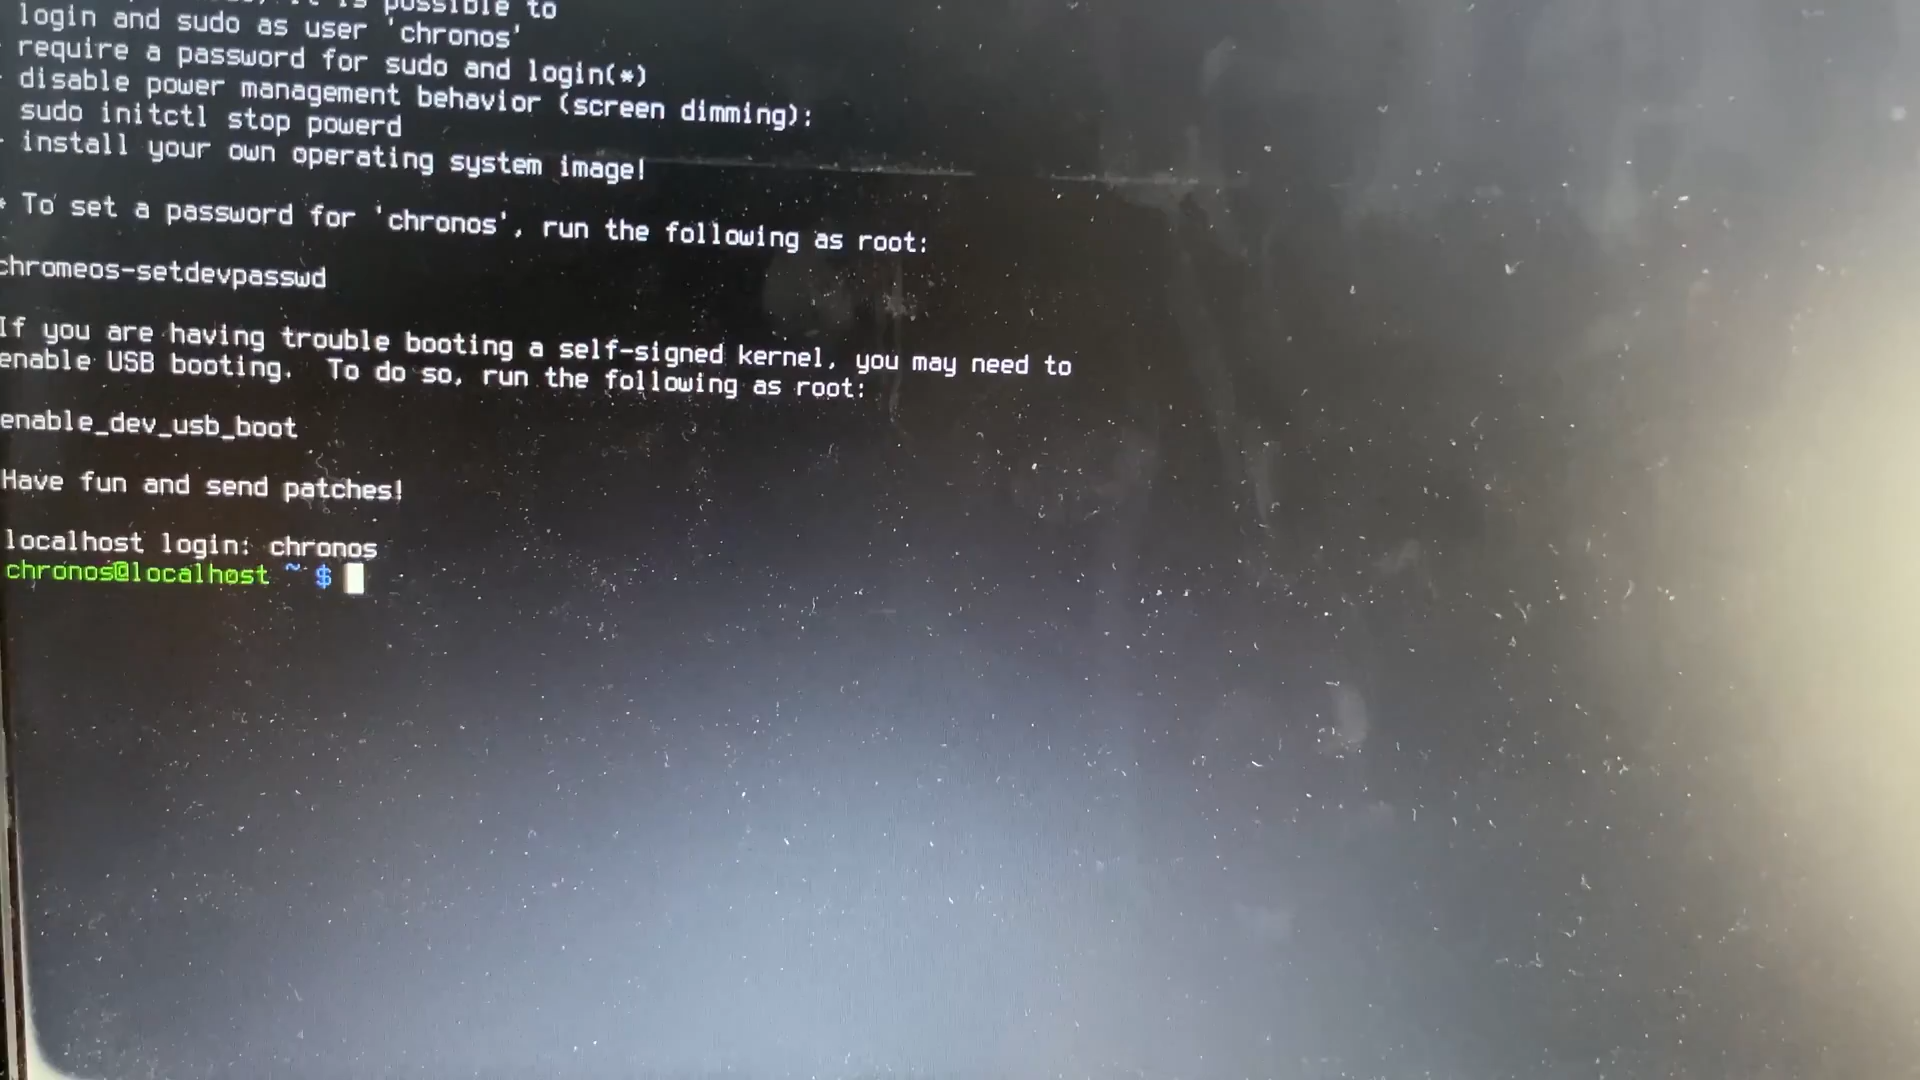 is possible to
login and sudo as user 'chronos'
require a password for sudo and login(*)
disable power management behavior (screen dimming):
sudo initctl stop powerd
install your own operating system image!
* To set a password for 'chronos', run the following as root:
chromeos-setdevpasswd
If you are having trouble booting a self-signed kernel, you may need to
enable USB booting.  To do so, run the following as root:
enable_dev_usb_boot
Have fun and send patches!
localhost login: chronos
chronos@localhost ~ $